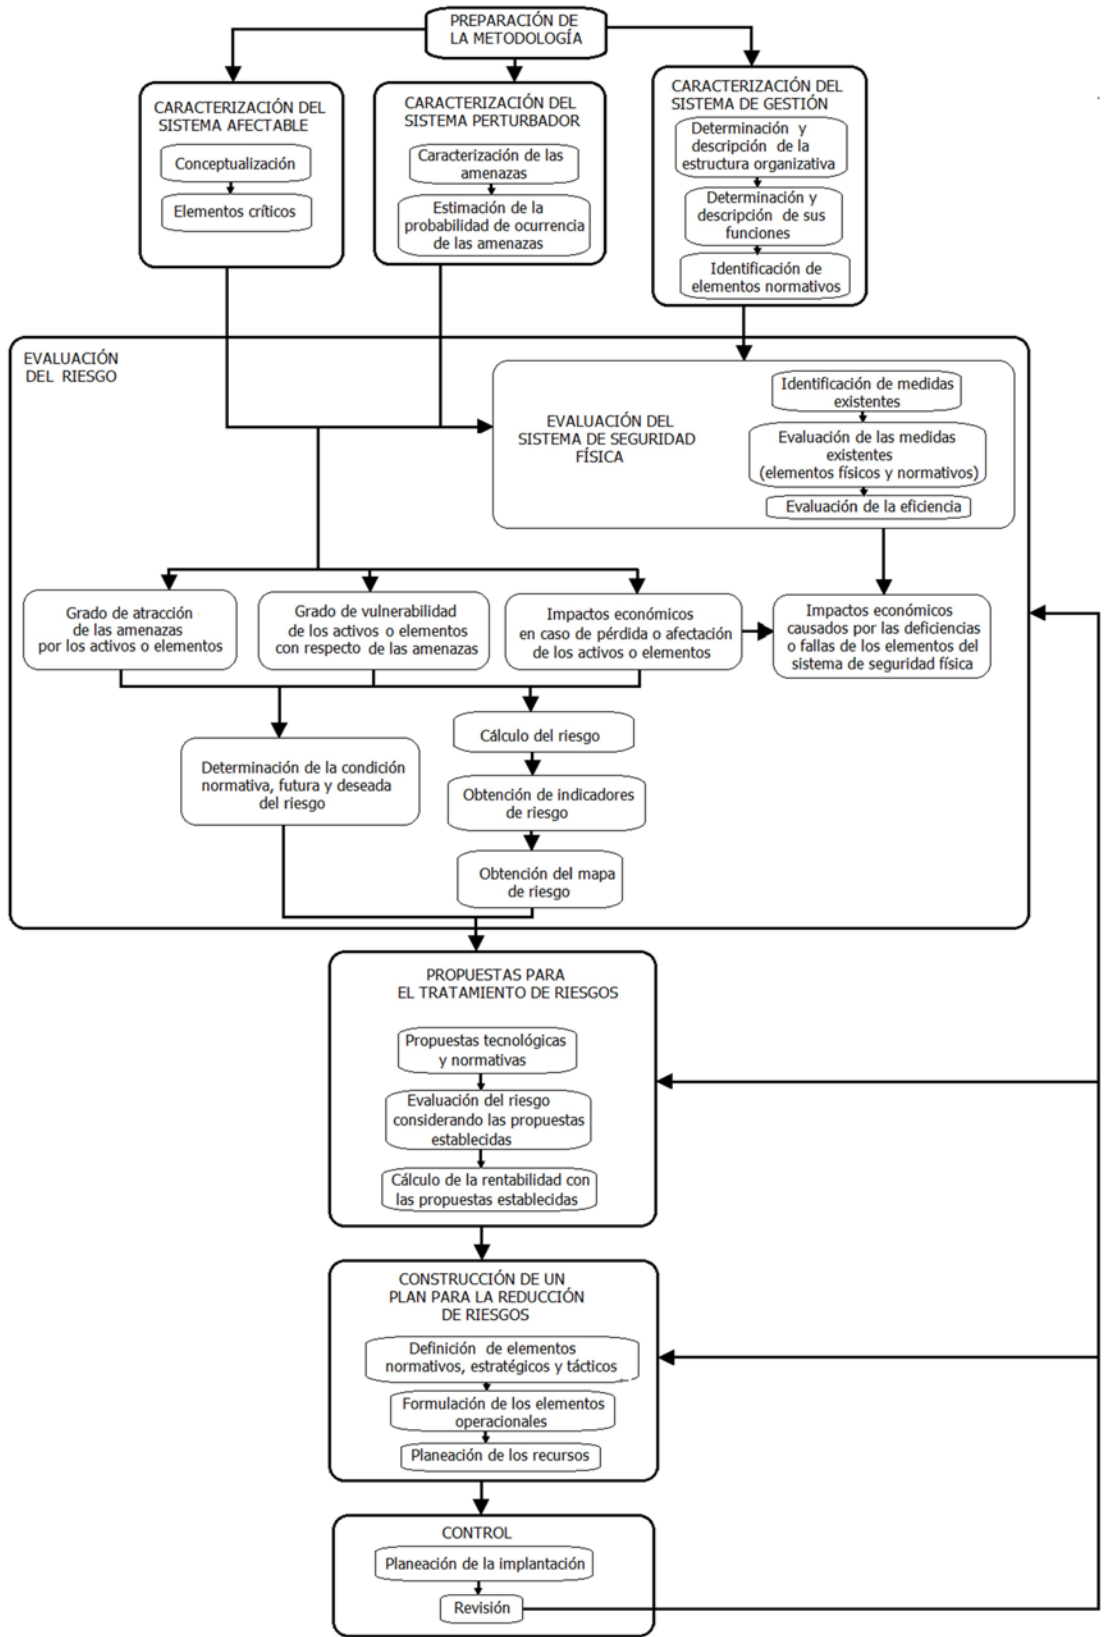 PREPARACIÓN DE
LA METODOLOGÍA
CARACTERIZACIÓN DEL
SISTEMA AFECTABLE
Conceptualización
Elementos críticos
CARACTERIZACIÓN DEL
SISTEMA PERTURBADOR
Caracterización de las
amenazas
Estimación de la
probabilidad de ocurrencia
de las amenazas
CARACTERIZACIÓN DEL
SISTEMA DE GESTIÓN
Determinación y
descripción de la
estructura organizativa
Determinación y
descripción de sus
funciones
Identificación de
elementos normativos
EVALUACIÓN
DEL RIESGO
EVALUACIÓN DEL
SISTEMA DE SEGURIDAD
FÍSICA
Identificación de medidas
existentes
Evaluación de las medidas
existentes
(elementos físicos y normativos)
Evaluación de la eficiencia
Grado de atracción
de las amenazas
por los activos o elementos
Grado de vulnerabilidad
de los activos o elementos
con respecto de las amenazas
Impactos económicos
en caso de pérdida o afectación
de los activos o elementos
Impactos económicos
causados por las deficiencias
o fallas de los elementos del
sistema de seguridad física
Determinación de la condición
normativa, futura y deseada
del riesgo
Cálculo del riesgo
Obtención de indicadores
de riesgo
Obtención del mapa
de riesgo
PROPUESTAS PARA
EL TRATAMIENTO DE RIESGOS
Propuestas tecnológicas
y normativas
Evaluación del riesgo
considerando las propuestas
establecidas
Cálculo de la rentabilidad con
las propuestas establecidas
CONSTRUCCIÓN DE UN
PLAN PARA LA REDUCCIÓN
DE RIESGOS
Definición de elementos
normativos, estratégicos y tácticos
Formulación de los elementos
operacionales
Planeación de los recursos
CONTROL
Planeación de la implantación
Revisión